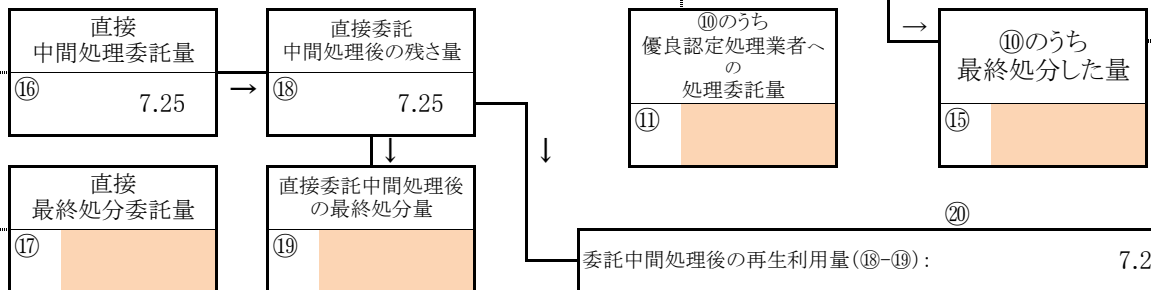 直接
中間処理委託量
⑯
7.25
→
直接委託
中間処理後の残さ量
⑱
7.25
↓
↓
⑩のうち
優良認定処理業者へ
の
処理委託量
⑪
→
⑩のうち
最終処分した量
⑮
直接
最終処分委託量
⑰
直接委託中間処理後
の最終処分量
⑲
⑳
委託中間処理後の再生利用量(⑱-⑲) : 7.2